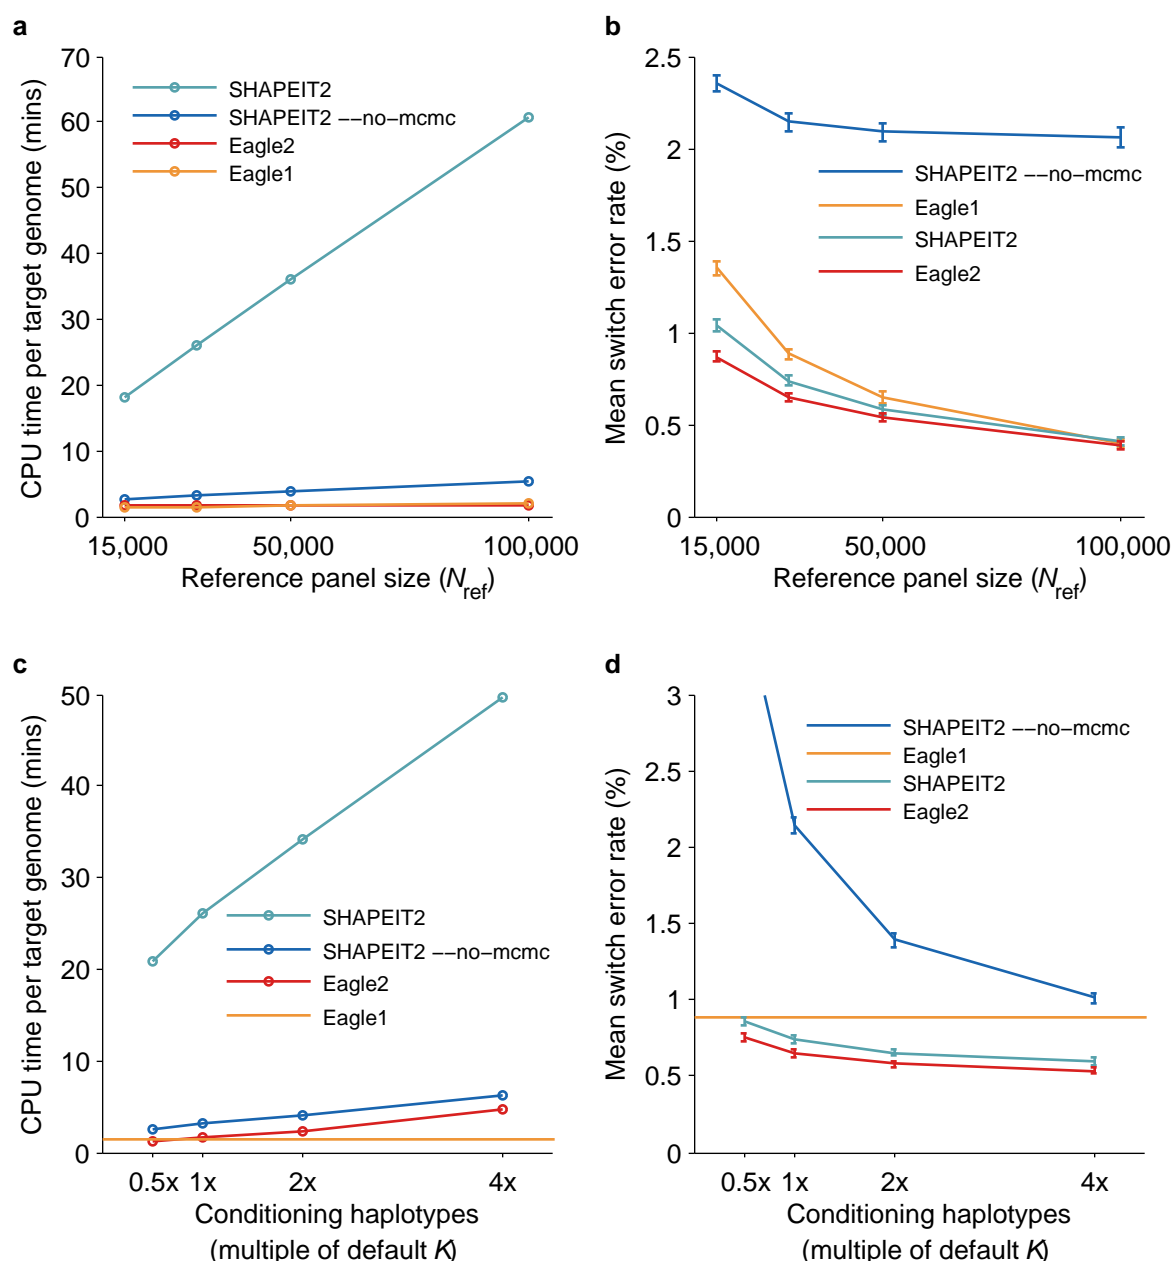 a
CPU time per target genome (mins)
70
60
50
40
30
20
10
0
SHAPEIT2
SHAPEIT2 −−no−mcmc
Eagle2
Eagle1
15,000
50,000
100,000
Reference panel size (Nref)
b
Mean switch error rate (%)
2.5
2
1.5
1
0.5
0
SHAPEIT2 −−no−mcmc
Eagle1
SHAPEIT2
Eagle2
15,000
50,000
100,000
Reference panel size (Nref)
c
CPU time per target genome (mins)
50
40
30
20
10
0
SHAPEIT2
SHAPEIT2 −−no−mcmc
Eagle2
Eagle1
0.5x
1x
2x
4x
Conditioning haplotypes
(multiple of default K)
d
Mean switch error rate (%)
3
2.5
2
1.5
1
0.5
0
SHAPEIT2 −−no−mcmc
Eagle1
SHAPEIT2
Eagle2
0.5x
1x
2x
4x
Conditioning haplotypes
(multiple of default K)